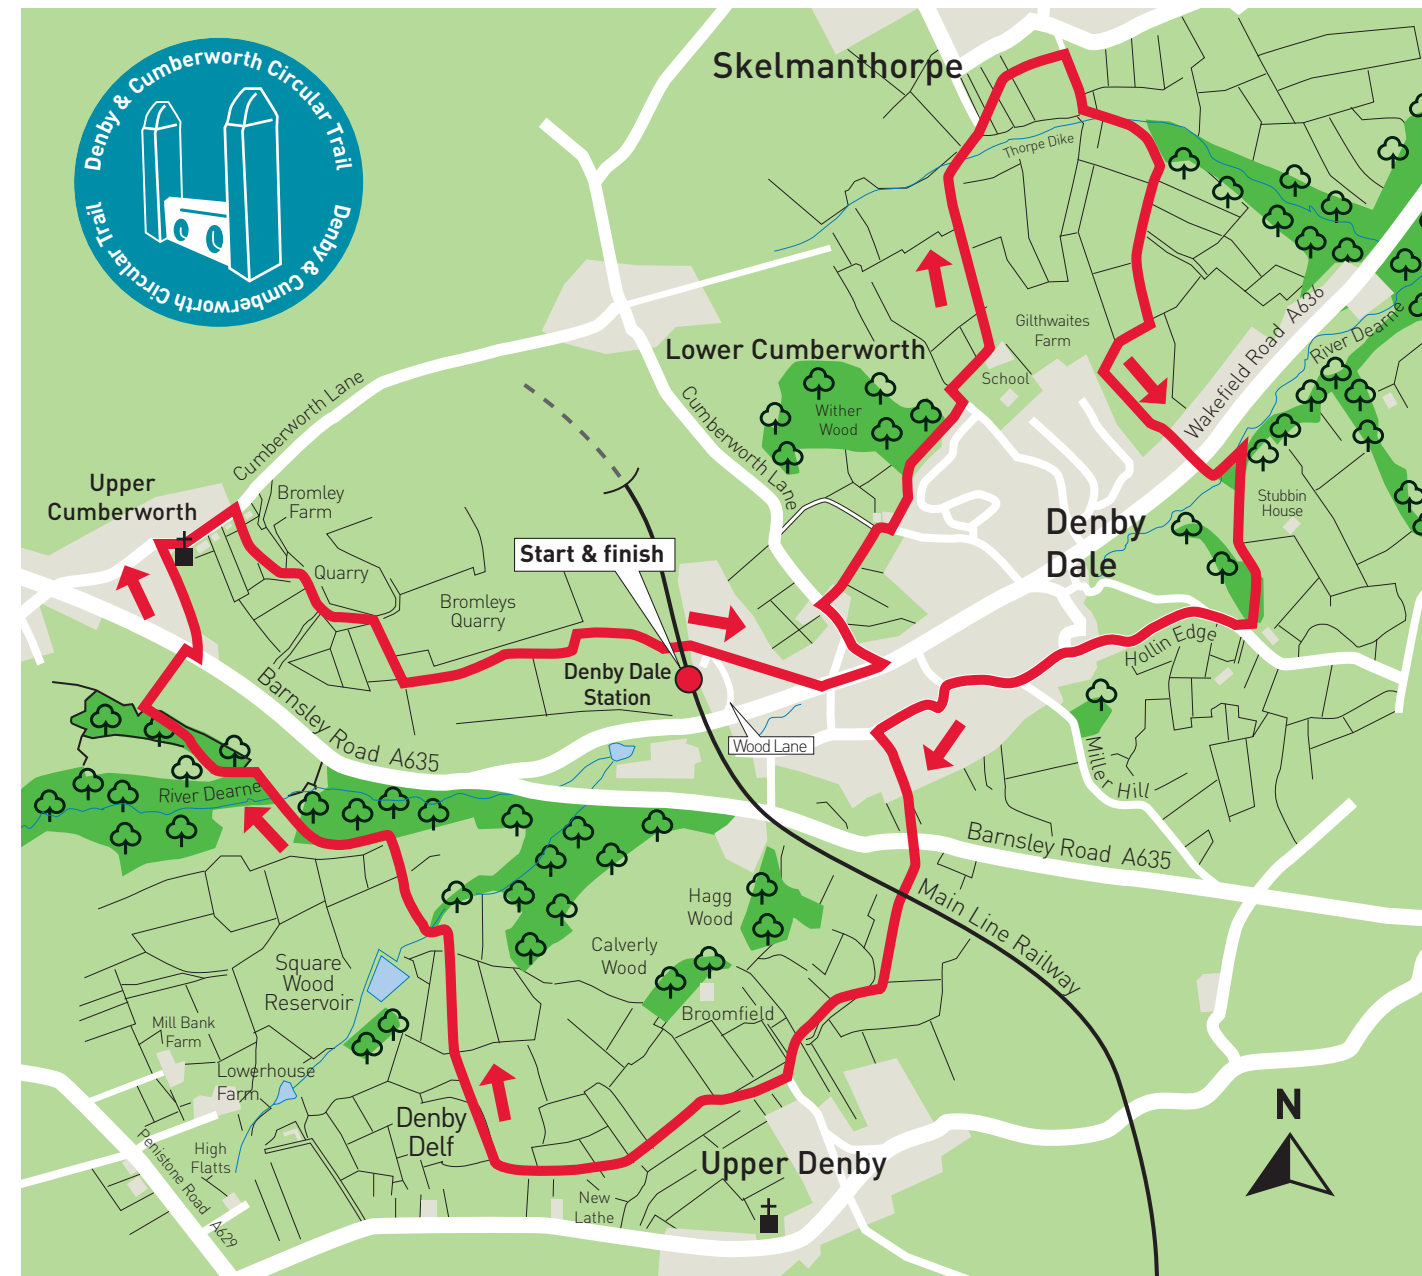 Denby & Cumberworth Circular Trail
Denby & Cumberworth Circular Trail
Skelmanthorpe
Thorpe Dike
Gilthwaites
Farm
Wakefield Road A636
River Dearne
Lower Cumberworth
School
Wither
Wood
Cumberworth Lane
Cumberworth Lane
Upper
Cumberworth
Bromley
Farm
Quarry
Bromleys
Quarry
Start & finish
Denby
Dale
Stubbin
House
Hollin Edge
Denby Dale
Station
Wood Lane
Barnsley Road A635
Miller Hill
River Dearne
Barnsley Road A635
Main Line Railway
Hagg
Wood
Calverly
Wood
Broomfield
Square
Wood
Reservoir
Mill Bank
Farm
Lowerhouse
Farm
High
Flatts
Penistone Road A629
Denby
Delf
New
Lathe
Upper Denby
N